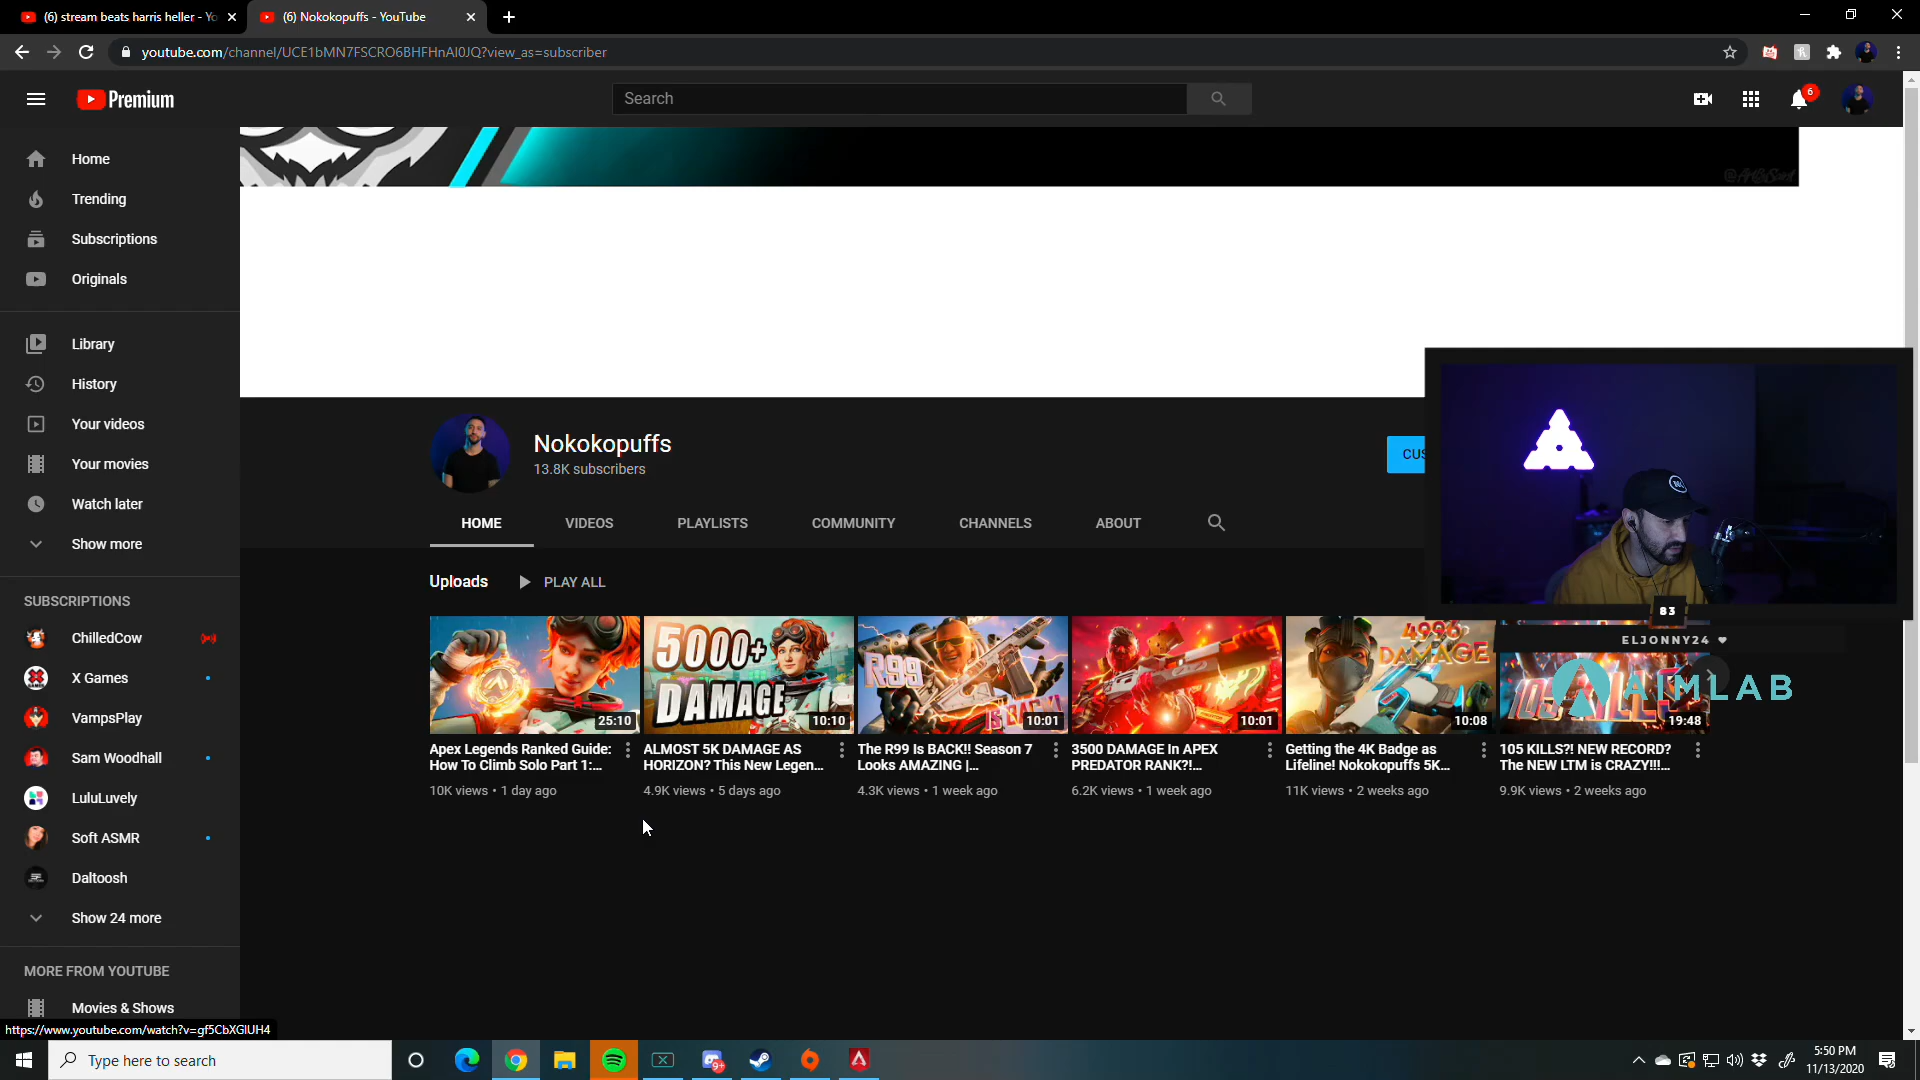 (6) stream beats harris heller - Yo
(6) Nokokopuffs - YouTube
youtube.com/channel/UCE1bMN7FSCRO6BHFHnAI0JQ?view_as=subscriber
Premium
Search
6
Home
Trending
Subscriptions
Originals
Library
History
Your videos
Your movies
Watch later
Show more
SUBSCRIPTIONS
ChilledCow
X Games
VampsPlay
Sam Woodhall
LuluLuvely
Soft ASMR
Daltoosh
Show 24 more
MORE FROM YOUTUBE
Movies & Shows
https://www.youtube.com/watch?v=gf5CbXGlUH4
Nokokopuffs
13.8K subscribers
CUS
HOME
VIDEOS
PLAYLISTS
COMMUNITY
CHANNELS
ABOUT
Uploads
PLAY ALL
83
ELJONNY24
AIMLAB
25:10
Apex Legends Ranked Guide:
How To Climb Solo Part 1:...
10K views • 1 day ago
5000+
DAMAGE
10:10
ALMOST 5K DAMAGE AS
HORIZON? This New Legen...
4.9K views • 5 days ago
R99
IS BACK
10:01
The R99 Is BACK!! Season 7
Looks AMAZING |...
4.3K views • 1 week ago
10:01
3500 DAMAGE In APEX
PREDATOR RANK?!...
6.2K views • 1 week ago
4996
DAMAGE
10:08
Getting the 4K Badge as
Lifeline! Nokokopuffs 5K...
11K views • 2 weeks ago
19:48
105 KILLS?! NEW RECORD?
The NEW LTM is CRAZY!!!...
9.9K views • 2 weeks ago
Type here to search
9+
5:50 PM
11/13/2020